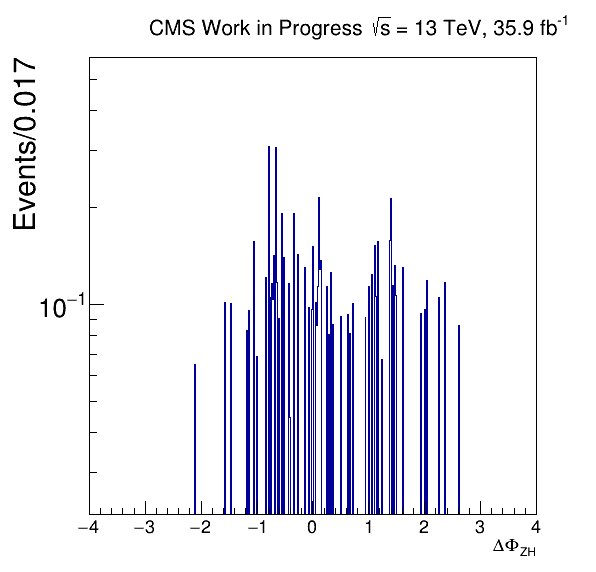 CMS Work in Progress √s = 13 TeV, 35.9 fb⁻¹
Events/0.017
10⁻¹
−4 −3 −2 −1 0 1 2 3 4
ΔΦ_ZH